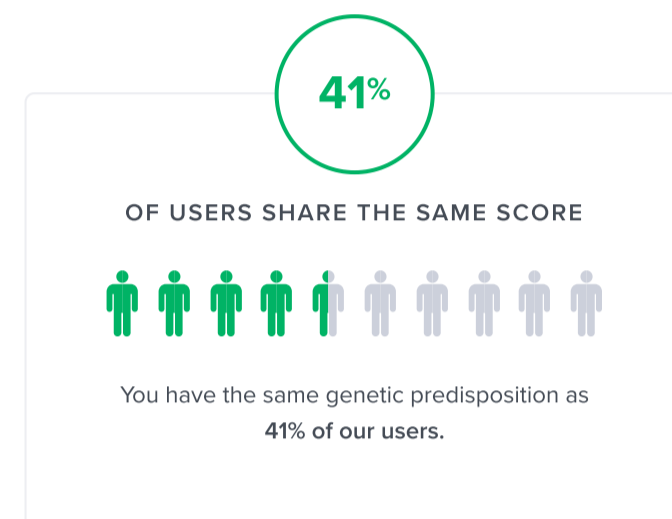 41%
OF USERS SHARE THE SAME SCORE
You have the same genetic predisposition as
41% of our users.